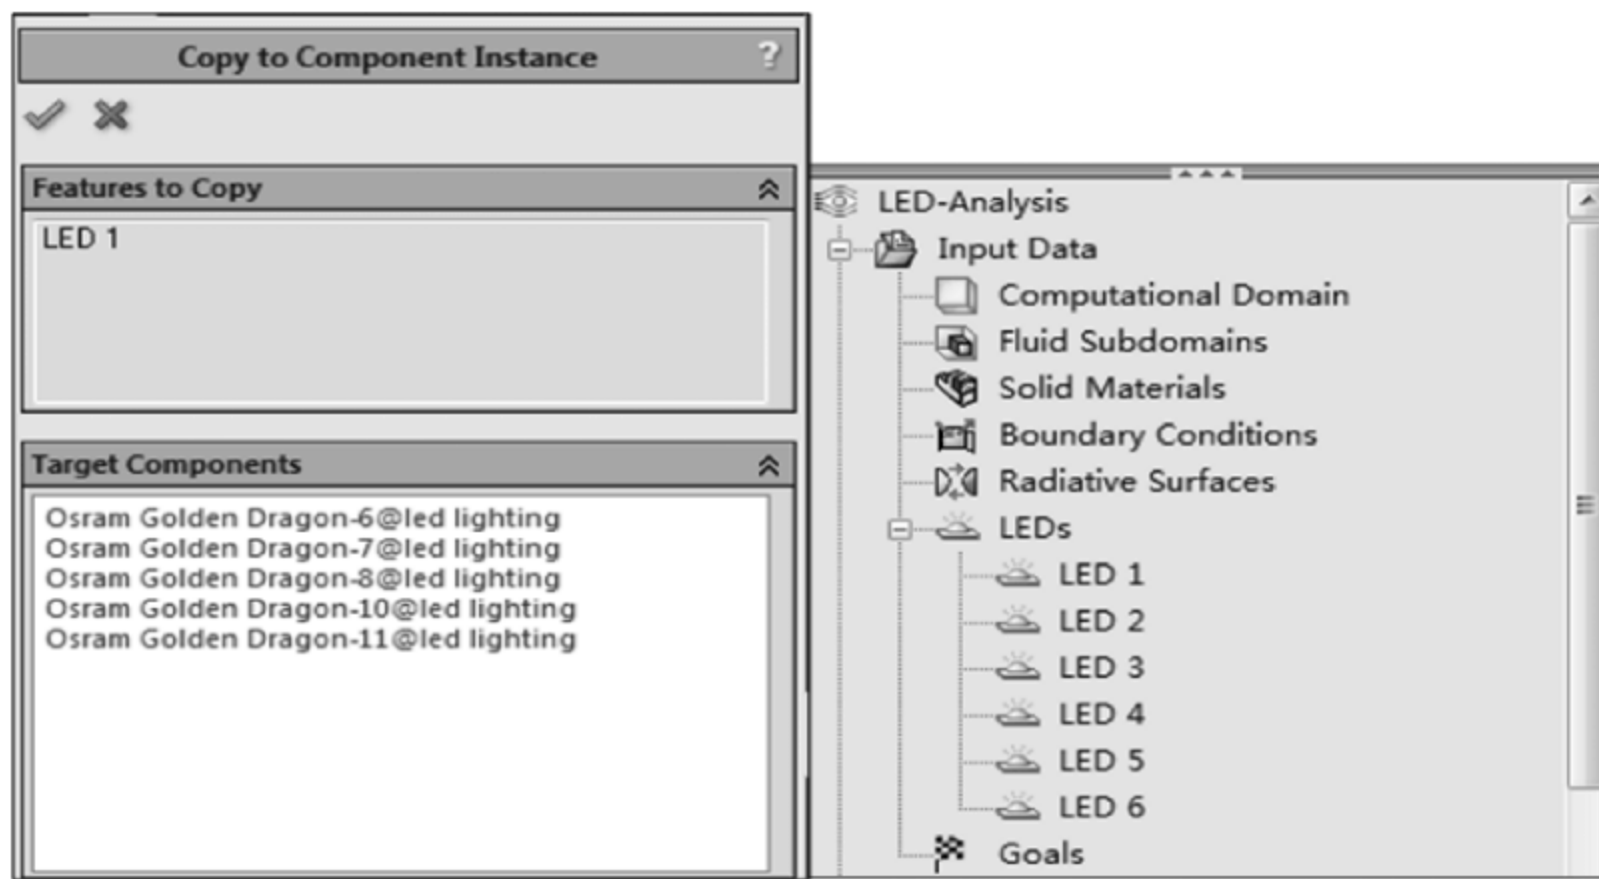 Copy to Component Instance ?
Features to Copy
LED 1
Target Components
Osram Golden Dragon-6@led lighting
Osram Golden Dragon-7@led lighting
Osram Golden Dragon-8@led lighting
Osram Golden Dragon-10@led lighting
Osram Golden Dragon-11@led lighting
LED-Analysis
Input Data
Computational Domain
Fluid Subdomains
Solid Materials
Boundary Conditions
Radiative Surfaces
LEDs
LED 1
LED 2
LED 3
LED 4
LED 5
LED 6
Goals